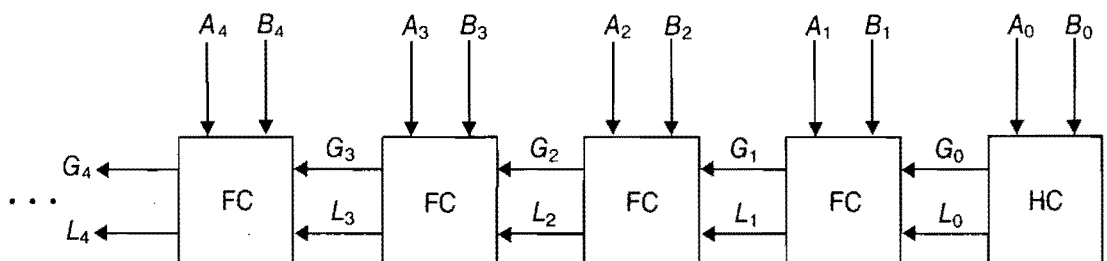 A₄ B₄ A₃ B₃ A₂ B₂ A₁ B₁ A₀ B₀
G₄ G₃ G₂ G₁ G₀
... FC FC FC FC HC
L₄ L₃ L₂ L₁ L₀